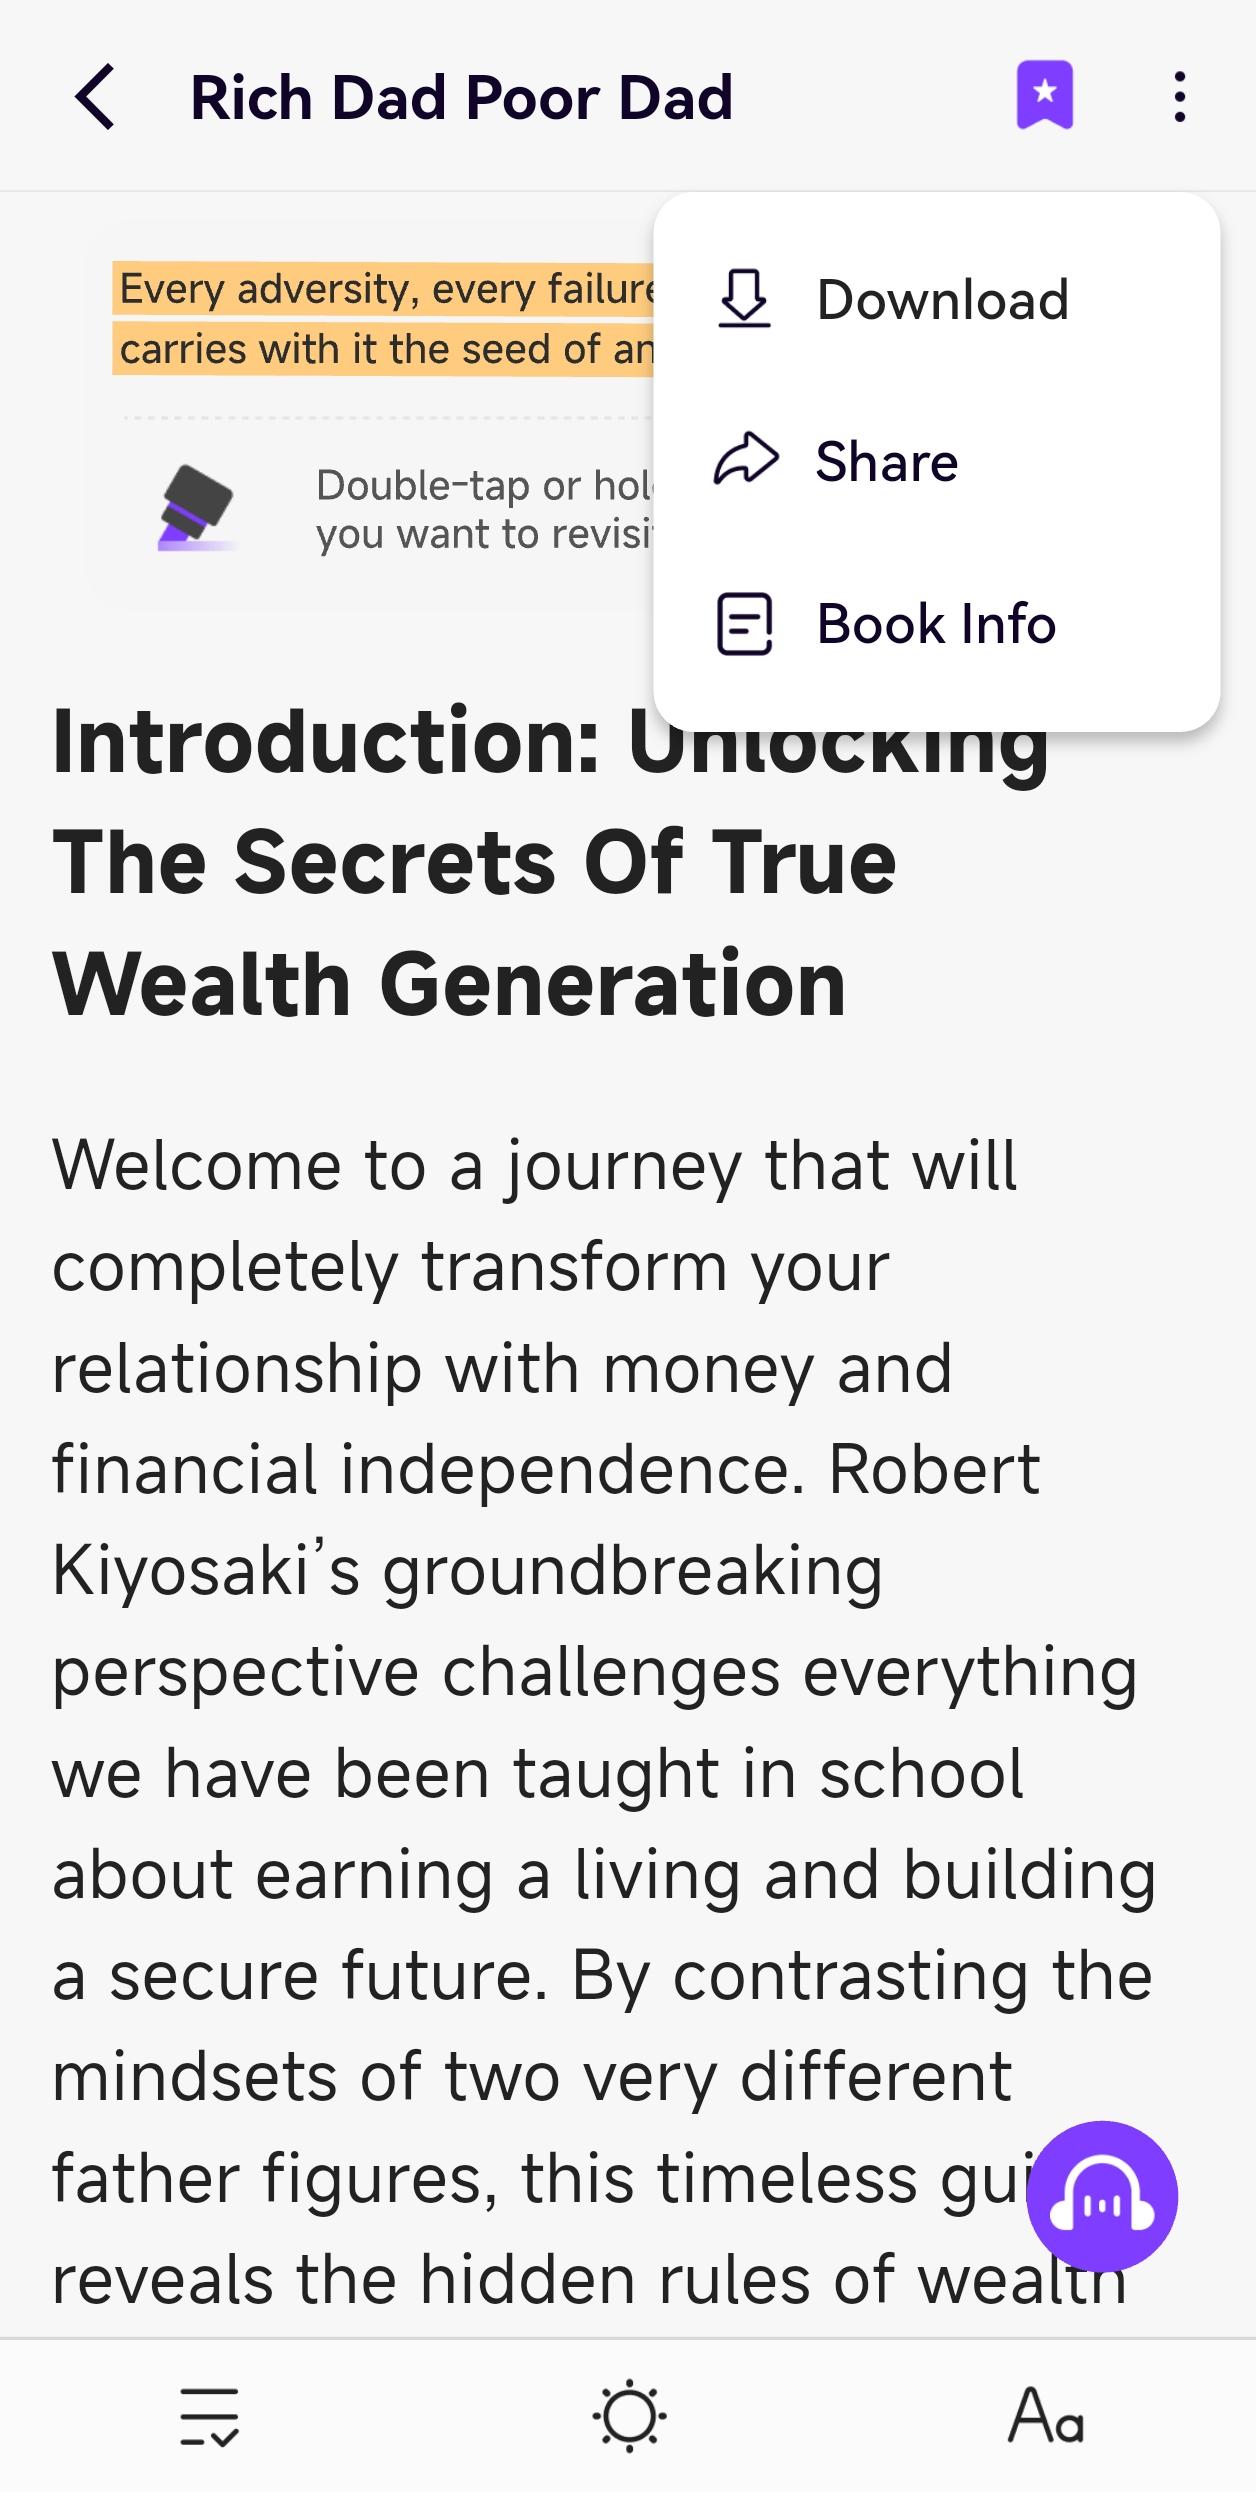 Rich Dad Poor Dad
Download
Share
Book Info
Every adversity, every failure
carries with it the seed of an
Double-tap or hold
you want to revisit
Introduction: Unlocking
The Secrets Of True
Wealth Generation
Welcome to a journey that will
completely transform your
relationship with money and
financial independence. Robert
Kiyosaki’s groundbreaking
perspective challenges everything
we have been taught in school
about earning a living and building
a secure future. By contrasting the
mindsets of two very different
father figures, this timeless
reveals the hidden rules of wealth
Aa